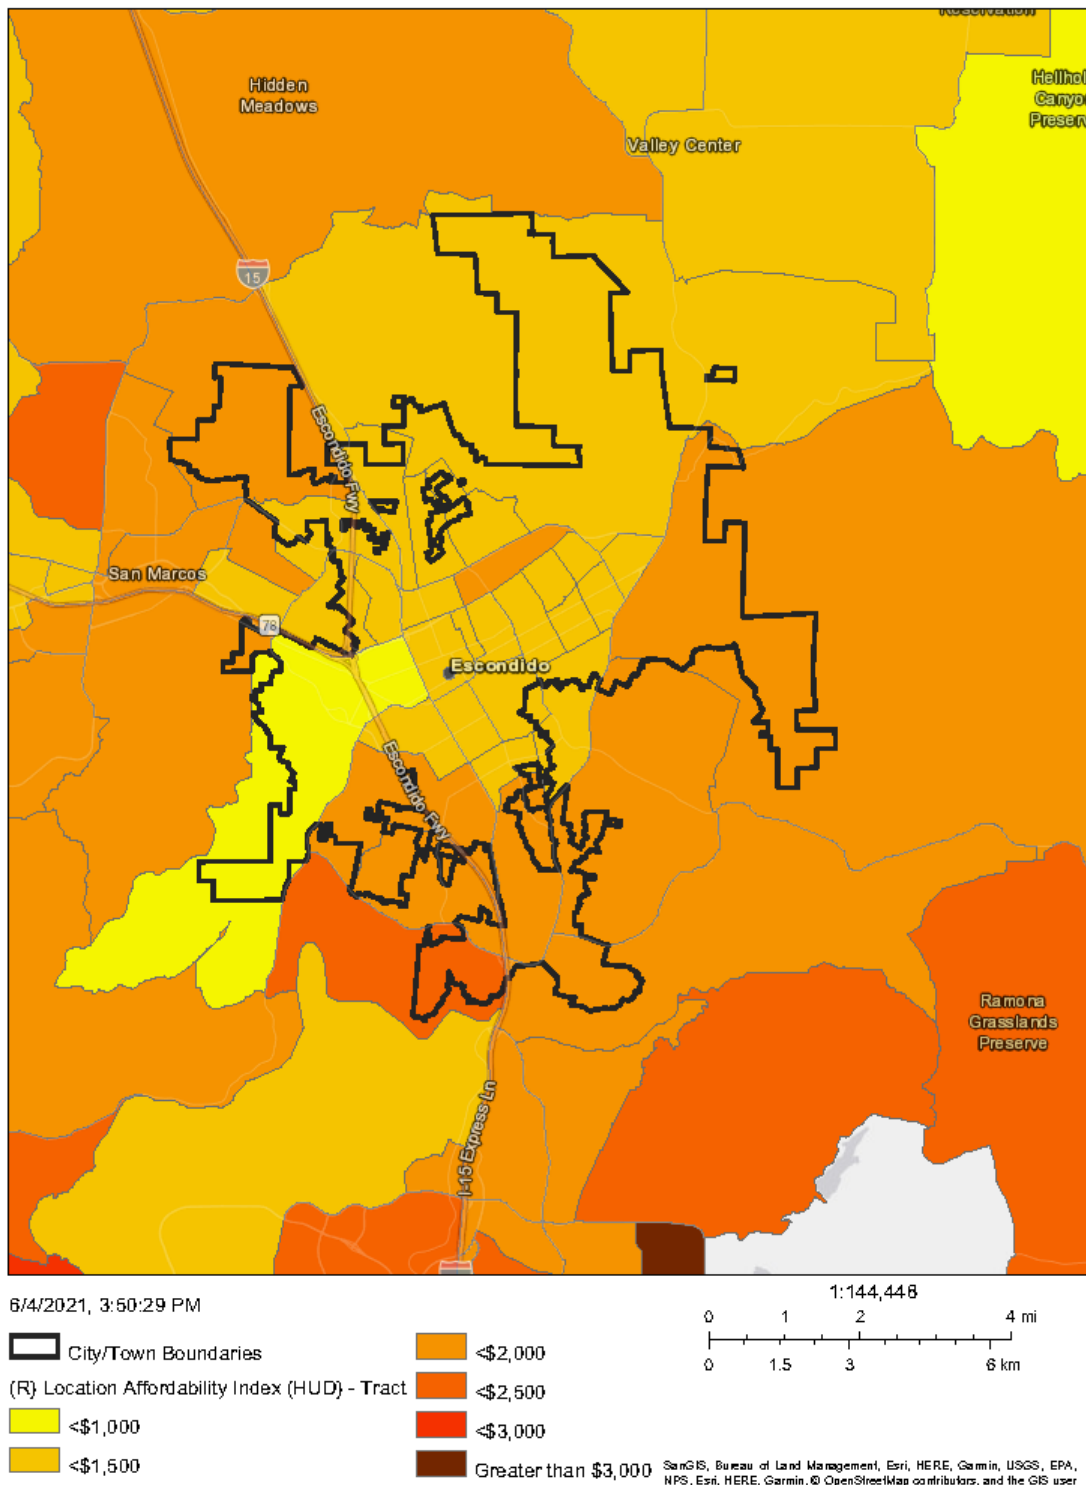 Reservation
Hidden
Meadows
Hellhol
Canyon
Preserv
Valley Center
15
Escondido Fwy
San Marcos
78
Escondido
Escondido Fwy
Ramona
Grasslands
Preserve
I-15 Express Ln
6/4/2021, 3:50:29 PM
1:144,448
0 1 2 4 mi
0 1.5 3 6 km
City/Town Boundaries
(R) Location Affordability Index (HUD) - Tract
<$1,000
<$1,500
<$2,000
<$2,500
<$3,000
Greater than $3,000
SanGIS, Bureau of Land Management, Esri, HERE, Garmin, USGS, EPA,
NPS, Esri, HERE, Garmin, © OpenStreetMap contributors, and the GIS user